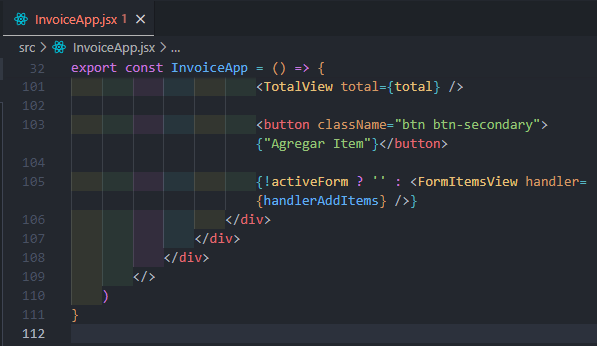 InvoiceApp.jsx 1 ×
src > InvoiceApp.jsx > ...
32 export const InvoiceApp = () => {
101 <TotalView total={total} />
102
103 <button className="btn btn-secondary">
{"Agregar Item"}</button>
104
105 {!activeForm ? '' : <FormItemsView handler=
{handlerAddItems} />}
106 </div>
107 </div>
108 </div>
109 </>
110 )
111 }
112